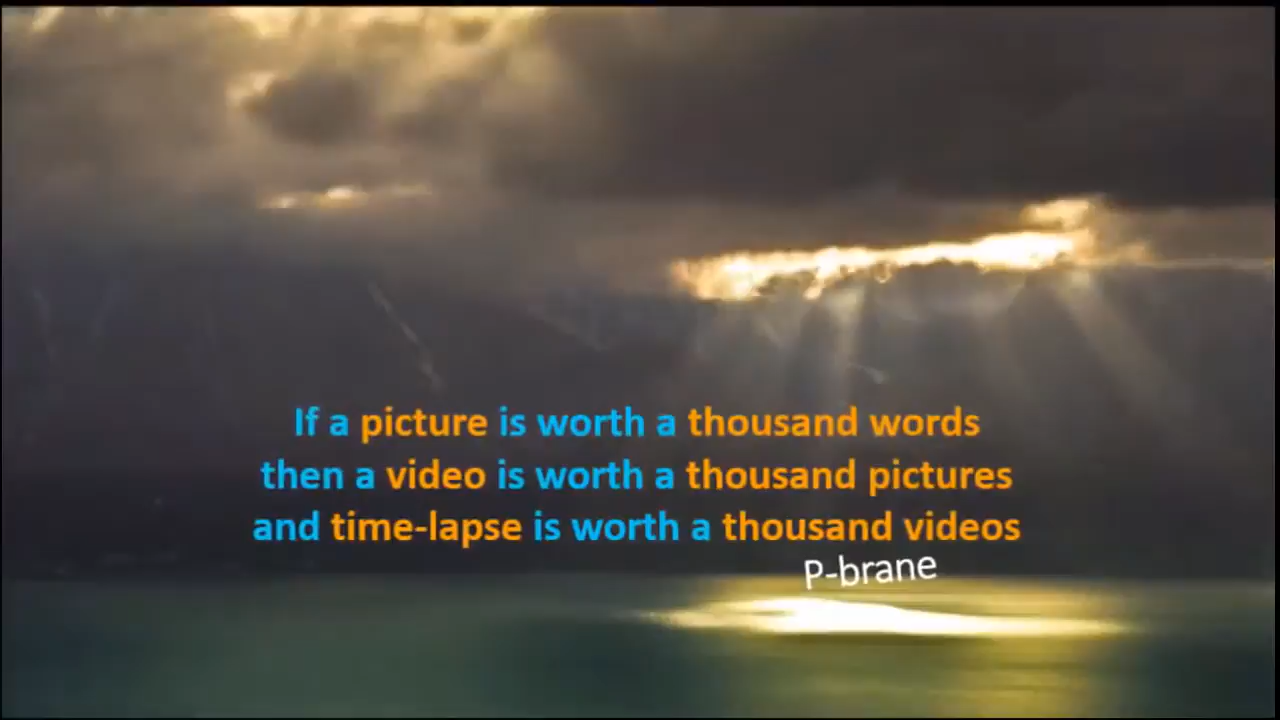 If a picture is worth a thousand words
then a video is worth a thousand pictures
and time-lapse is worth a thousand videos
P-brane